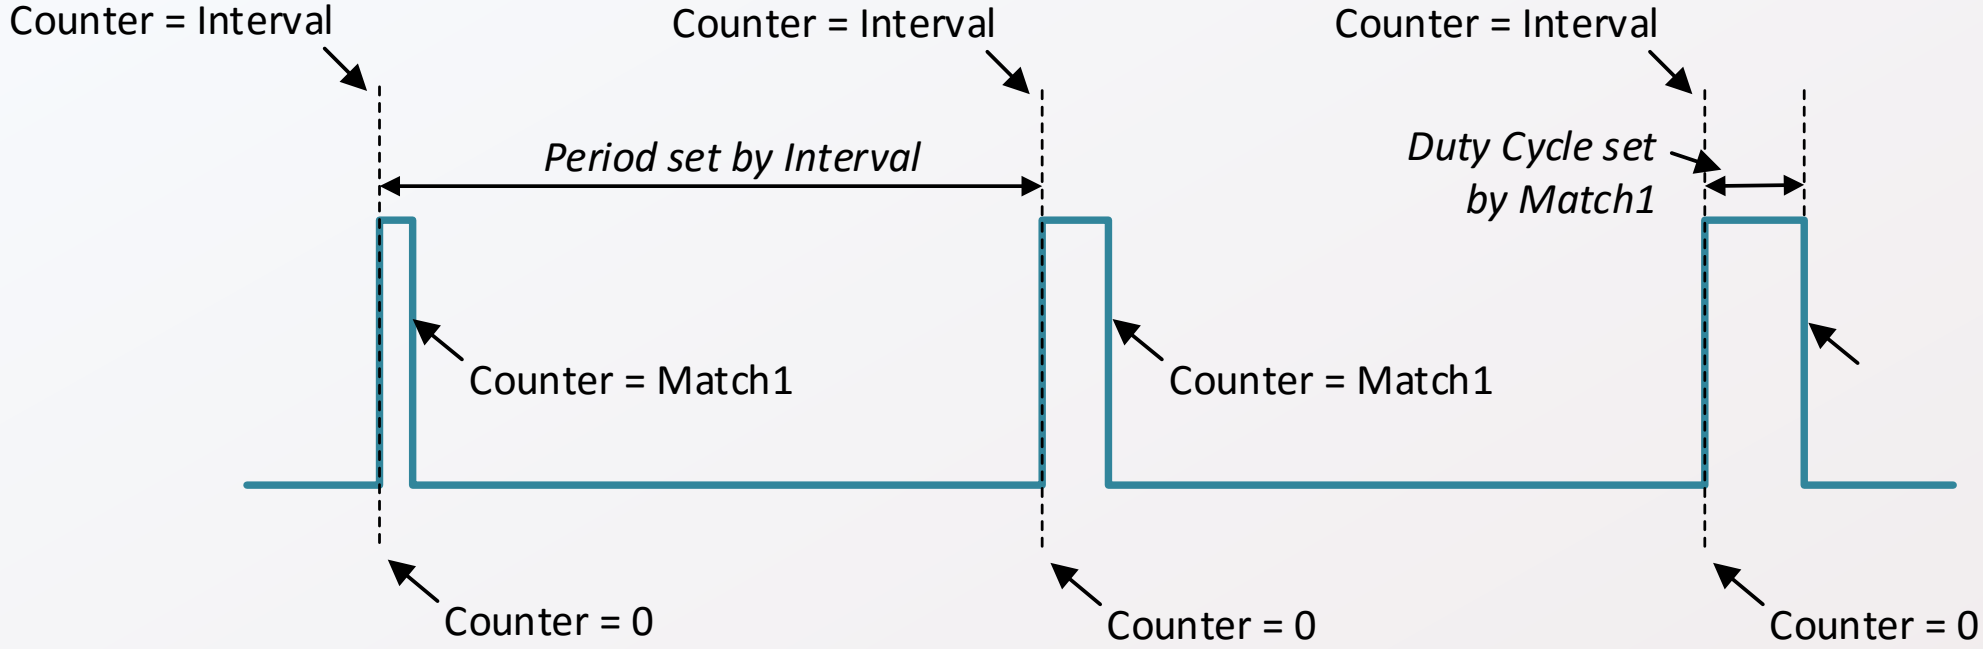 Counter = Interval
Counter = Interval
Counter = Interval
Period set by Interval
Duty Cycle set
by Match1
Counter = Match1
Counter = Match1
Counter = 0
Counter = 0
Counter = 0